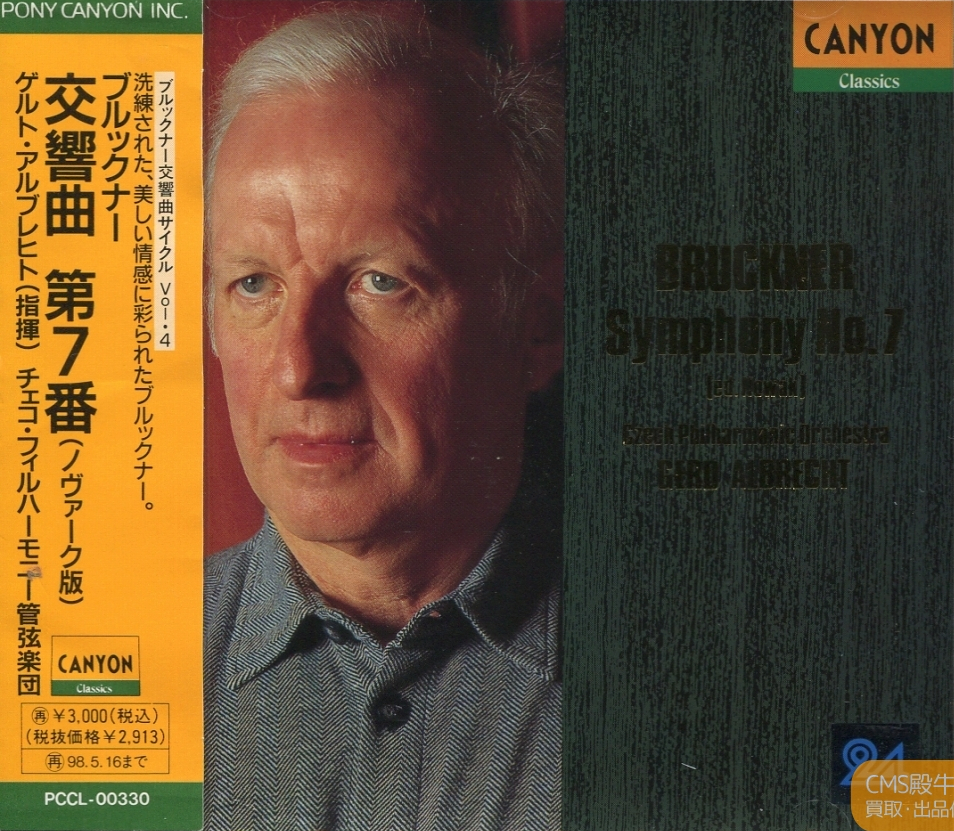 PONY CANYON INC.
ブルックナー交響曲サイクル Vol・4
洗練された、美しい情感に彩られたブルックナー。
ブルックナー
交響曲 第7番(ノヴァーク版)
ゲルト・アルブレヒト(指揮) チェコ・フィルハーモニー管弦楽団
CANYON
Classics
再¥3,000(税込)
(税抜価格¥2,913)
再98.5.16まで
PCCL-00330
CANYON
Classics
BRUCKNER
Symphony No.7
[ed. Nowak]
Czech Philharmonic Orchestra
GERD ALBRECHT
24
CMS殿牛
買取・出品